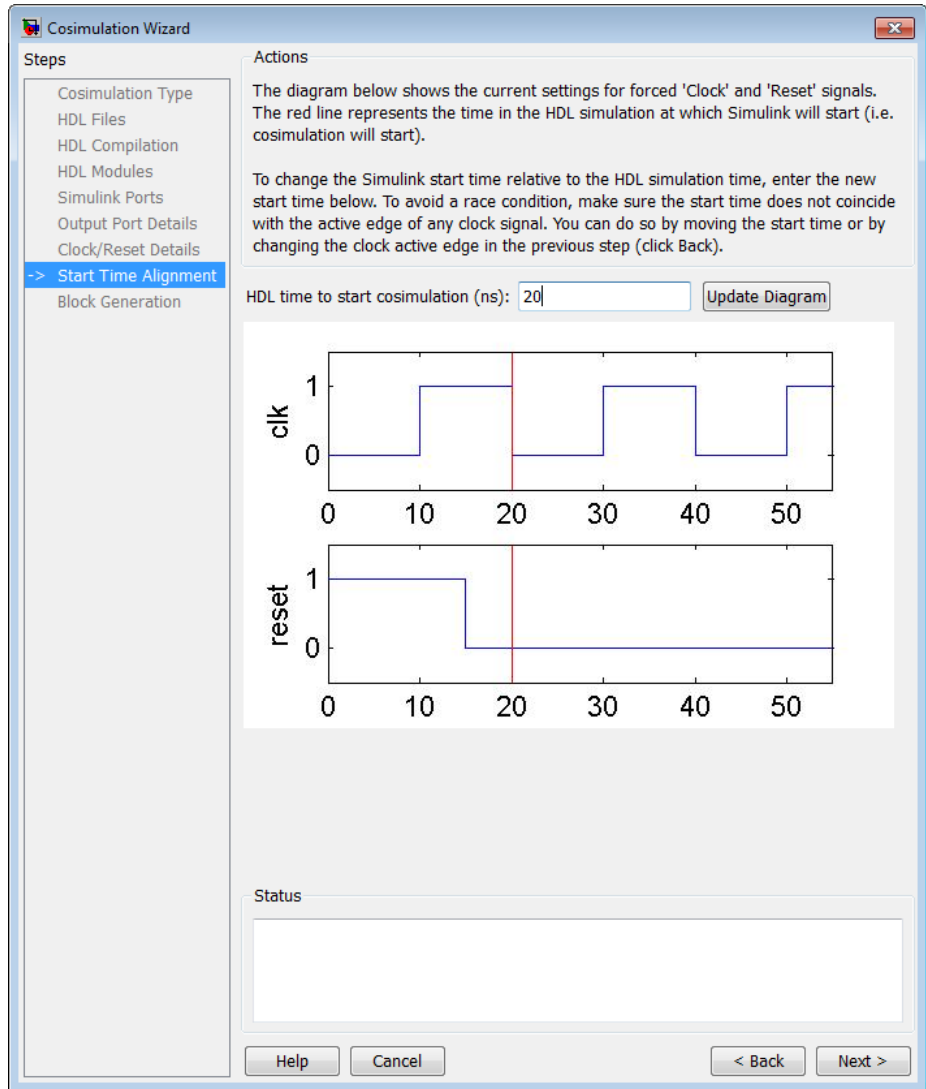 Cosimulation Wizard
Steps
Cosimulation Type
HDL Files
HDL Compilation
HDL Modules
Simulink Ports
Output Port Details
Clock/Reset Details
-> Start Time Alignment
Block Generation
Actions
The diagram below shows the current settings for forced 'Clock' and 'Reset' signals.
The red line represents the time in the HDL simulation at which Simulink will start (i.e.
cosimulation will start).
To change the Simulink start time relative to the HDL simulation time, enter the new
start time below. To avoid a race condition, make sure the start time does not coincide
with the active edge of any clock signal. You can do so by moving the start time or by
changing the clock active edge in the previous step (click Back).
HDL time to start cosimulation (ns): 20 Update Diagram
clk
1
0
0 10 20 30 40 50
reset
1
0
0 10 20 30 40 50
Status
Help Cancel < Back Next >